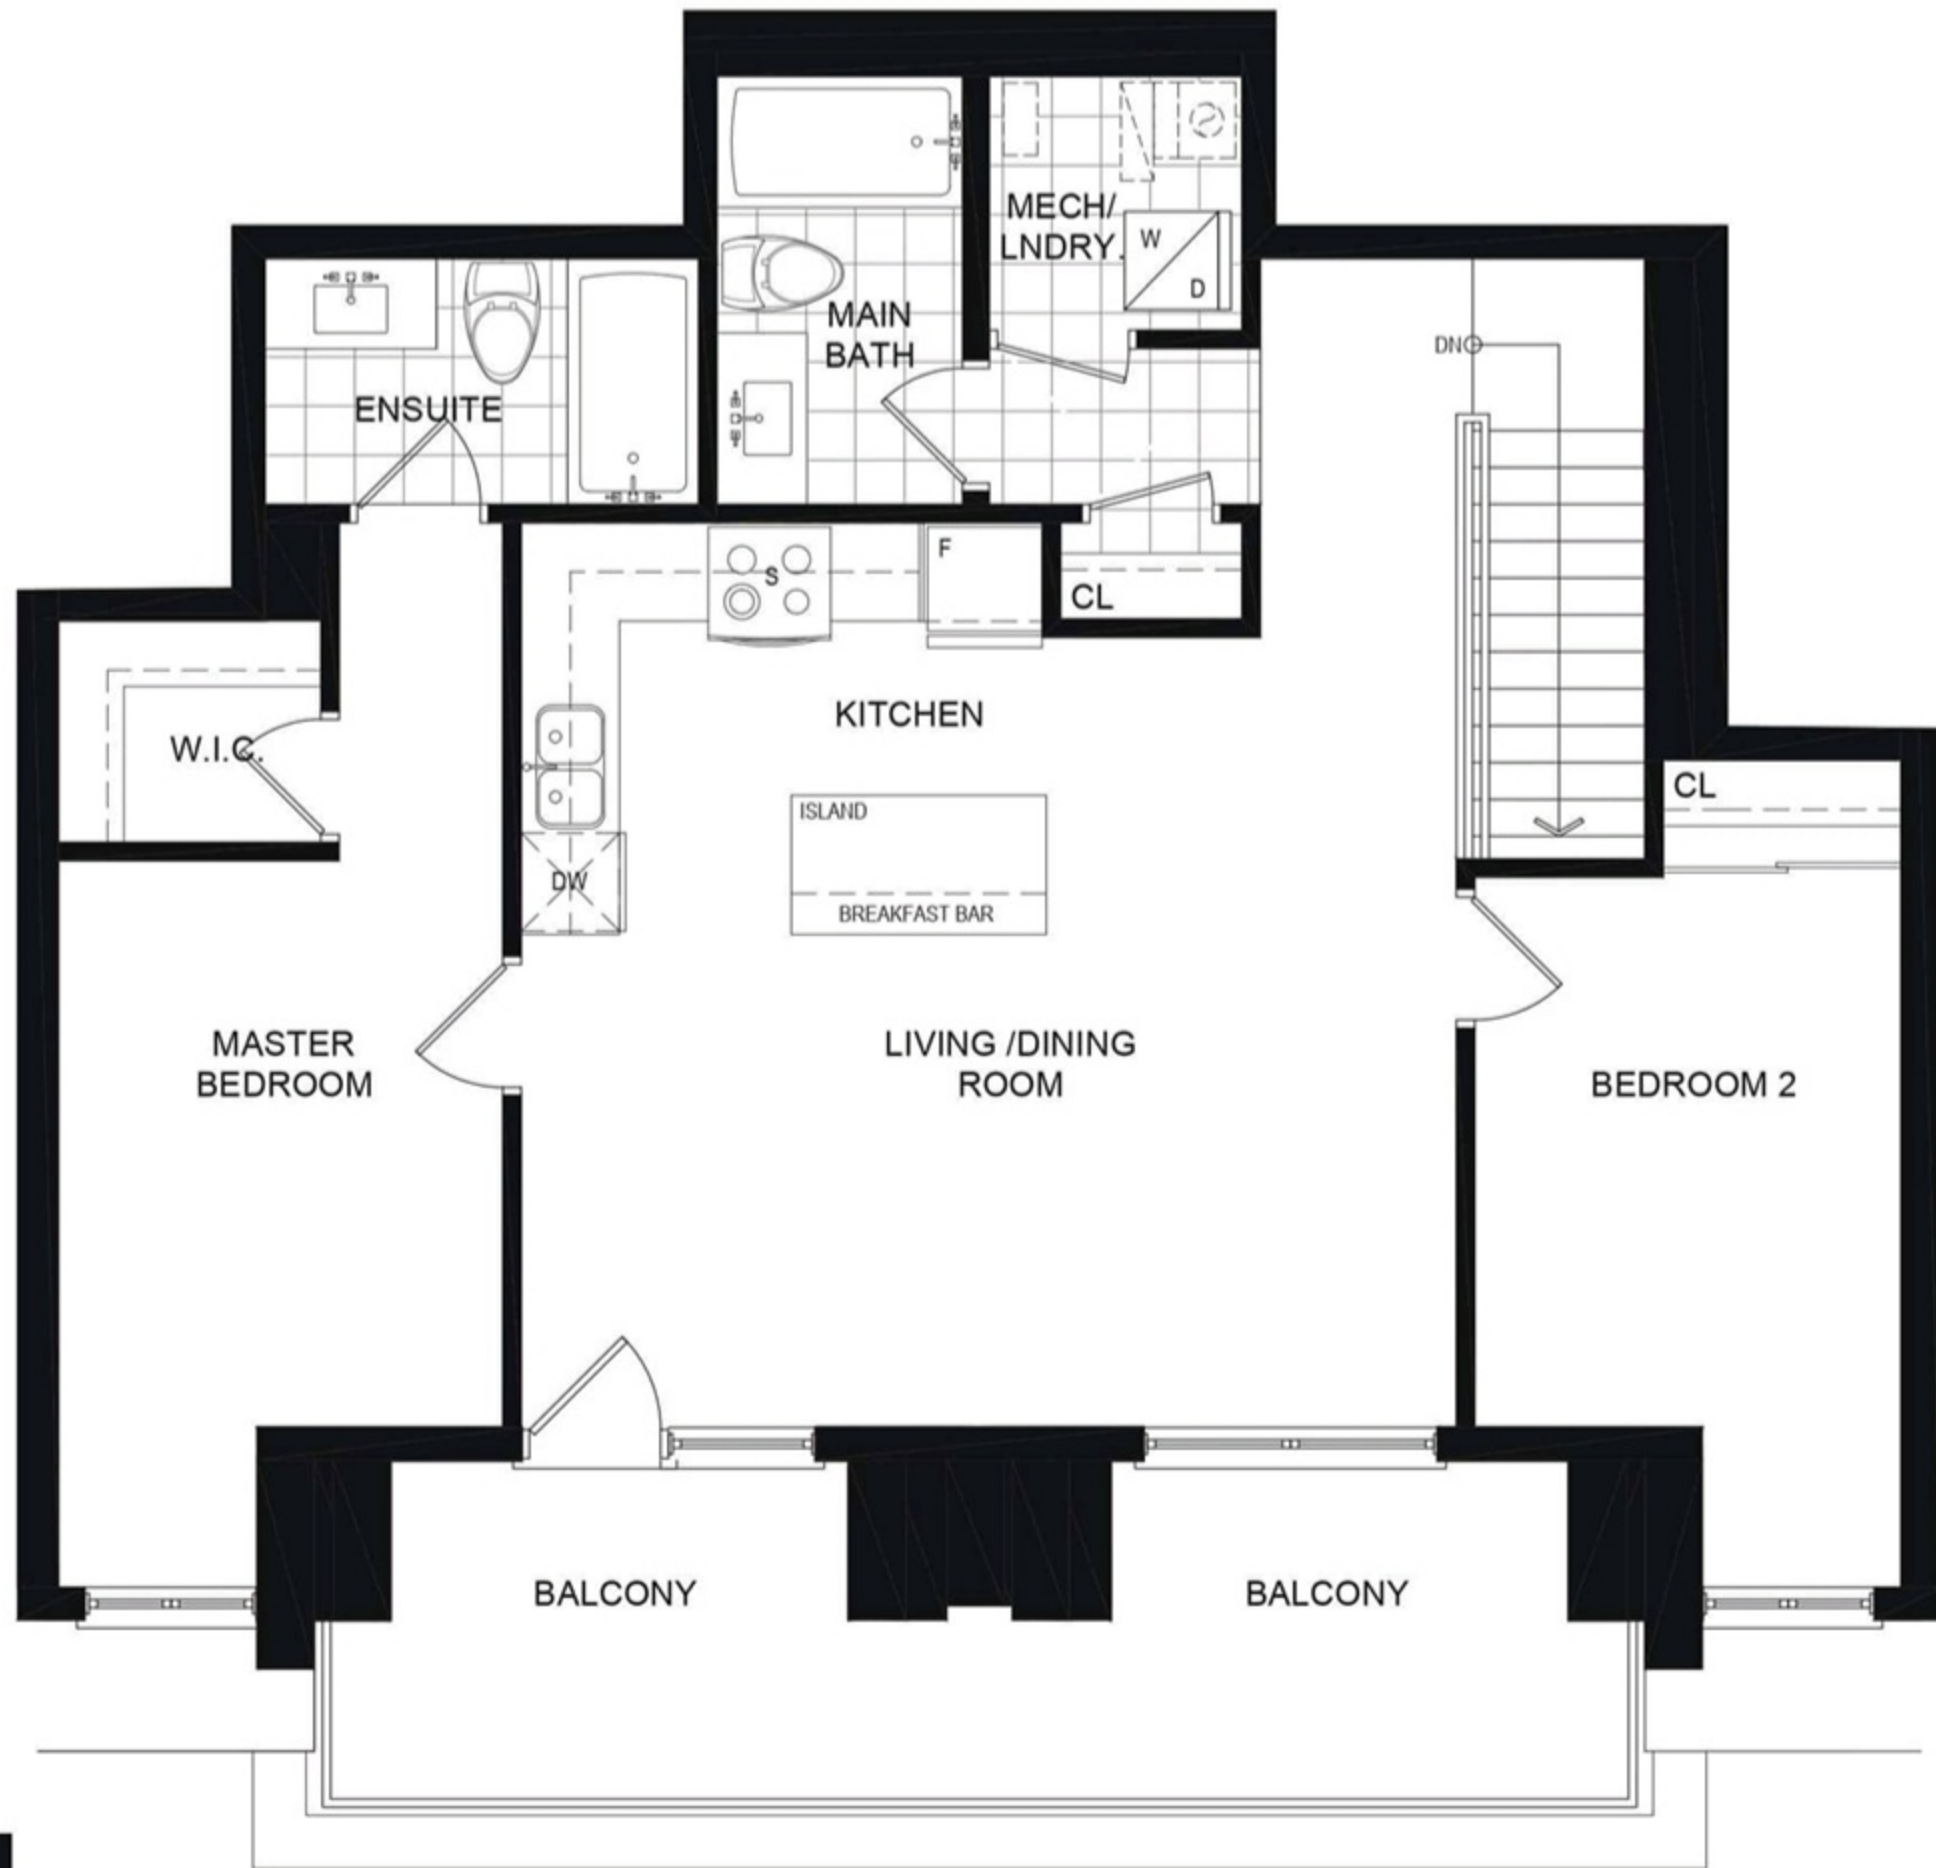 MECH/
LNDRY.
W
D
MAIN
BATH
ENSUITE
DN
S
F
CL
W.I.C.
KITCHEN
ISLAND
BREAKFAST BAR
DW
CL
MASTER
BEDROOM
LIVING /DINING
ROOM
BEDROOM 2
BALCONY
BALCONY